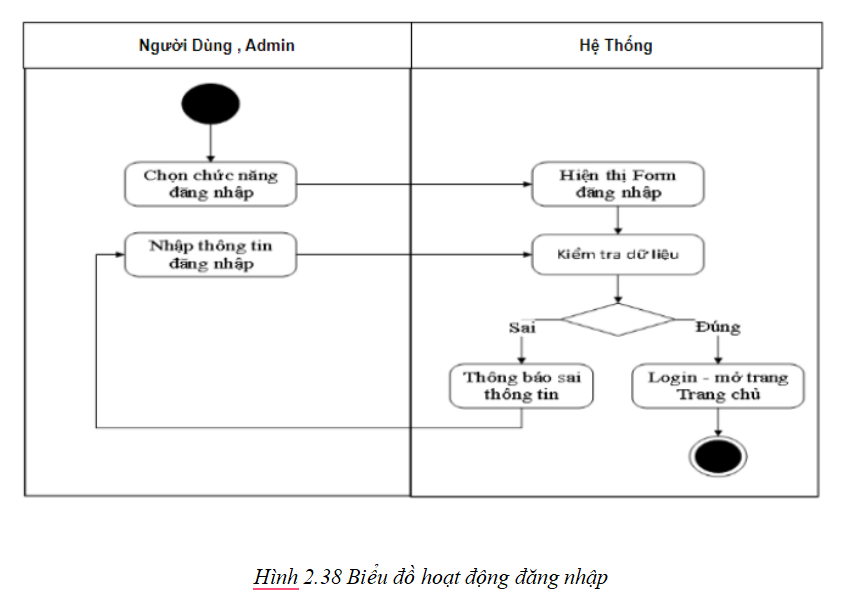 Người Dùng , Admin
Hệ Thống
Chọn chức năng
đăng nhập
Hiện thị Form
đăng nhập
Nhập thông tin
đăng nhập
Kiểm tra dữ liệu
Sai
Đúng
Thông báo sai
thông tin
Login - mở trang
Trang chủ
Hình 2.38 Biểu đồ hoạt động đăng nhập